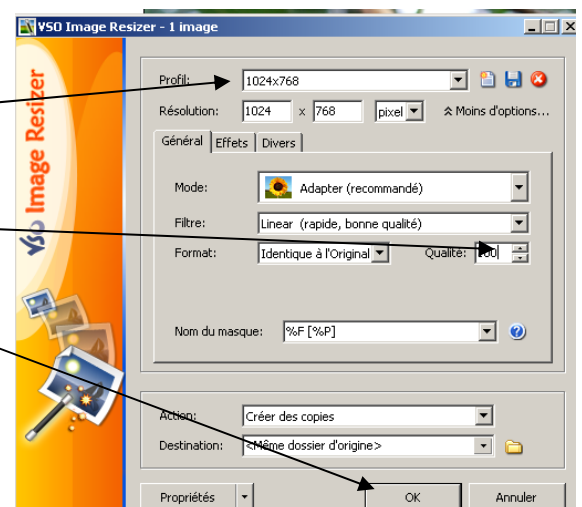 VSO Image Resizer - 1 image
VSO Image Resizer
Profil: 1024x768
Résolution: 1024 x 768 pixel Moins d'options...
Général Effets Divers
Mode: Adapter (recommandé)
Filtre: Linear (rapide, bonne qualité)
Format: Identique à l'Original Qualité: 100
Nom du masque: %F [%P]
Action: Créer des copies
Destination: <Même dossier d'origine>
Propriétés OK Annuler